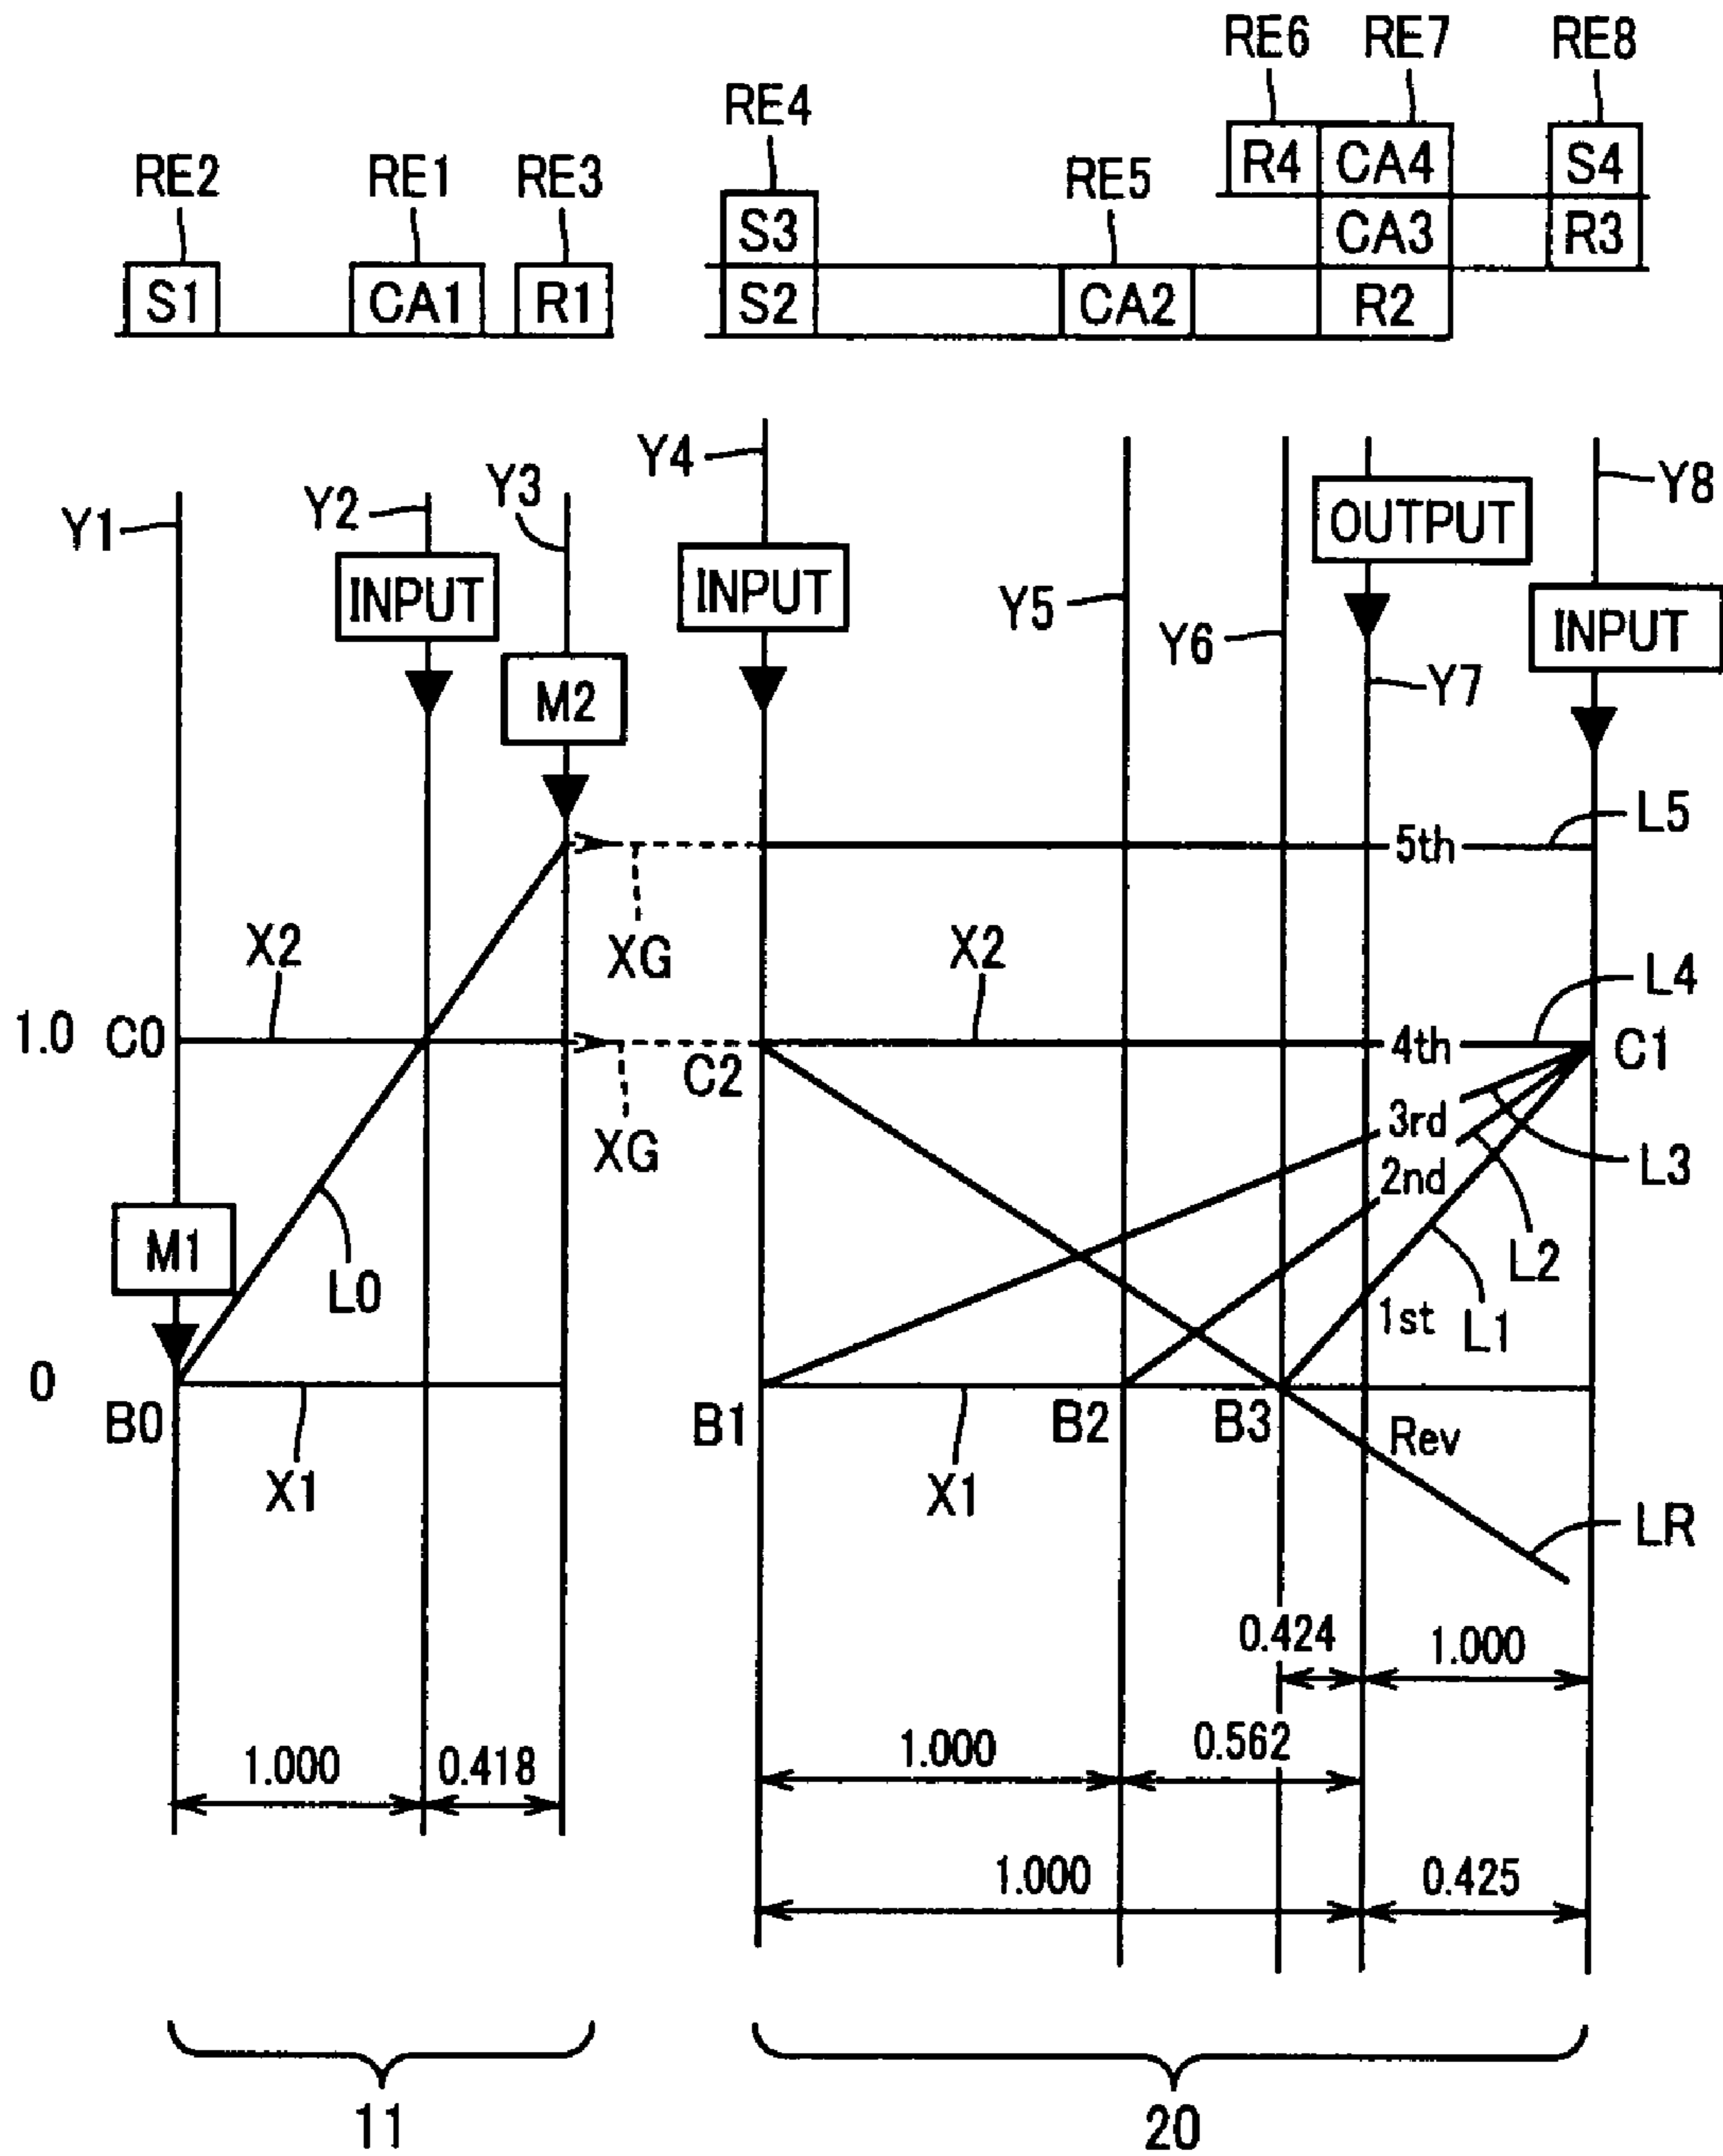 RE6 RE7 RE8
RE4
RE2 RE1 RE3 RE5
R4 CA4 S4
S3 CA3 R3
S1 CA1 R1 S2 CA2 R2
Y1 Y2 Y3 Y4 Y5 Y6 Y8
OUTPUT
INPUT INPUT INPUT
M2 Y7
L5
5th
XG
X2 X2 L4
1.0 C0 C2 4th C1
XG 3rd L3
2nd
M1 L0 L2
1st L1
0
B0 B1 B2 B3 Rev
X1 X1
LR
0.424 1.000
1.000 0.418 1.000 0.562
1.000 0.425
11 20